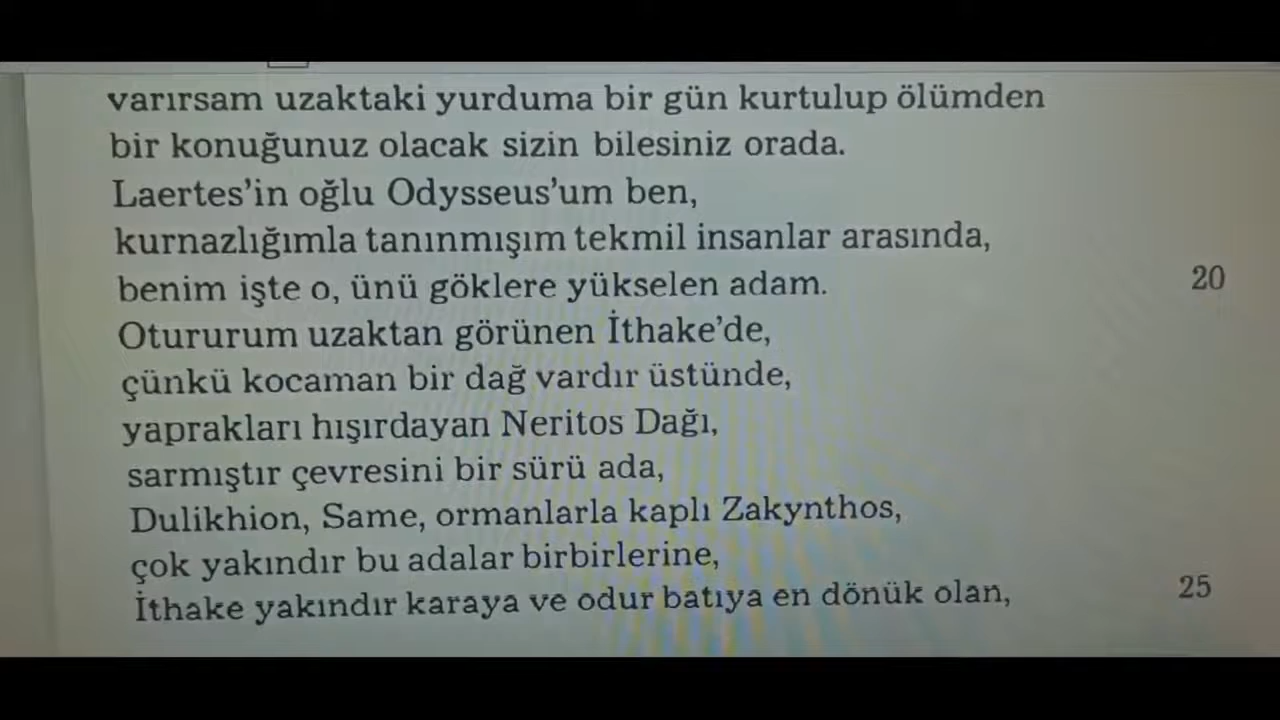 varırsam uzaktaki yurduma bir gün kurtulup ölümden
bir konuğunuz olacak sizin bilesiniz orada.
Laertes’in oğlu Odysseus’um ben,
kurnazlığımla tanınmışım tekmil insanlar arasında,
benim işte o, ünü göklere yükselen adam. 20
Otururum uzaktan görünen İthake’de,
çünkü kocaman bir dağ vardır üstünde,
yaprakları hışırdayan Neritos Dağı,
sarmıştır çevresini bir sürü ada,
Dulikhion, Same, ormanlarla kaplı Zakynthos,
çok yakındır bu adalar birbirlerine,
İthake yakındır karaya ve odur batıya en dönük olan, 25